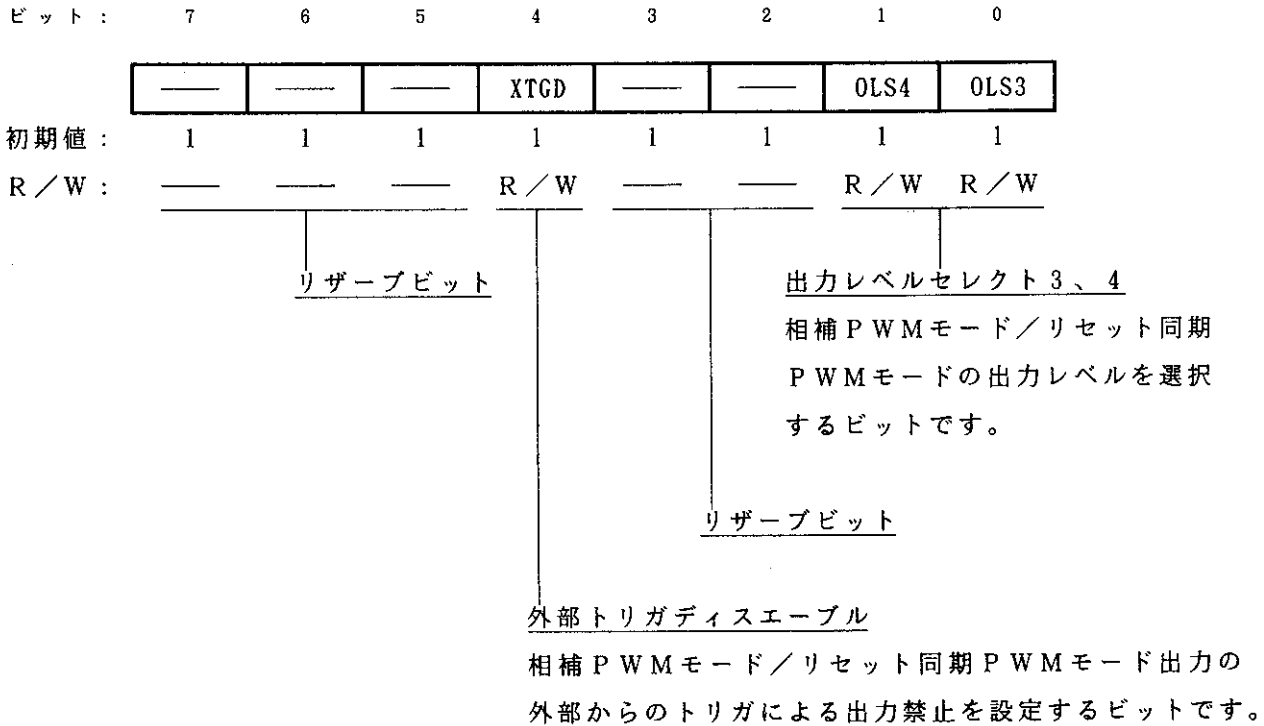 ビット： 7 6 5 4 3 2 1 0
—— —— —— XTGD —— —— OLS4 OLS3
初期値： 1 1 1 1 1 1 1 1
R／W： —— —— —— R／W —— —— R／W R／W
リザーブビット
出力レベルセレクト3、4
相補PWMモード／リセット同期
PWMモードの出力レベルを選択
するビットです。
リザーブビット
外部トリガディスエーブル
相補PWMモード／リセット同期PWMモード出力の
外部からのトリガによる出力禁止を設定するビットです。